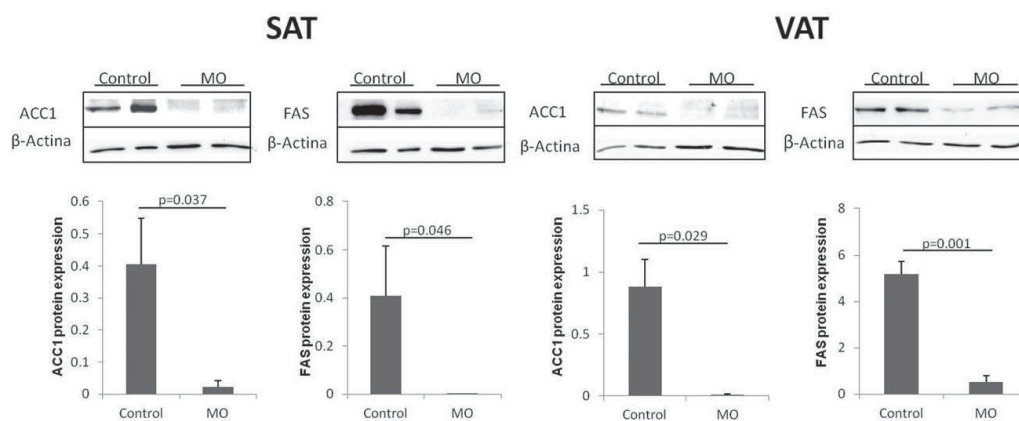 SAT
VAT
Control MO
ACC1
β-Actina
Control MO
FAS
β-Actina
Control MO
ACC1
β-Actina
Control MO
FAS
β-Actina
ACC1 protein expression
0.6
0.5
0.4
0.3
0.2
0.1
0
p=0.037
Control MO
FAS protein expression
0.8
0.6
0.4
0.2
0
p=0.046
Control MO
ACC1 protein expression
1.5
1
0.5
0
p=0.029
Control MO
FAS protein expression
8
6
4
2
0
p=0.001
Control MO